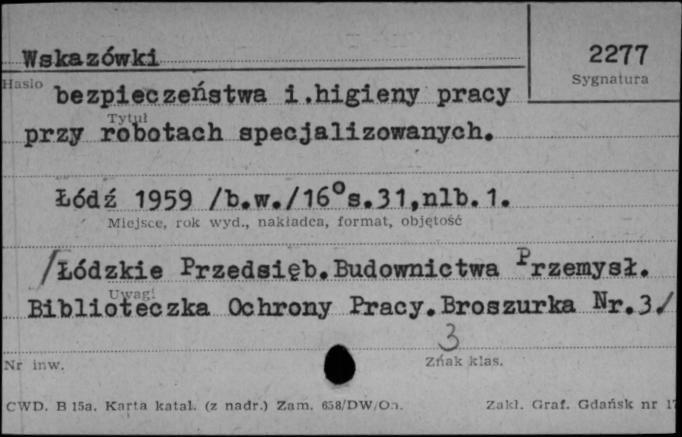 Wskazówki
2277
Hasło
Sygnatura
bezpieczeństwa i.higieny pracy
Tytuł
przy robotach specjalizowanych.
Łódź 1959 /b.w./16°s.31,nlb.1.
Miejsce, rok wyd., nakładca, format, objętość
/Łódzkie Przedsięb.Budownictwa Przemysł.
Uwagi
Biblioteczka Ochrony Pracy.Broszurka Nr.3/
3
Nr inw.
Znak klas.
CWD. B 15a. Karta katal. (z nadr.) Zam. 658/DW/
Zakł. Graf. Gdańsk nr